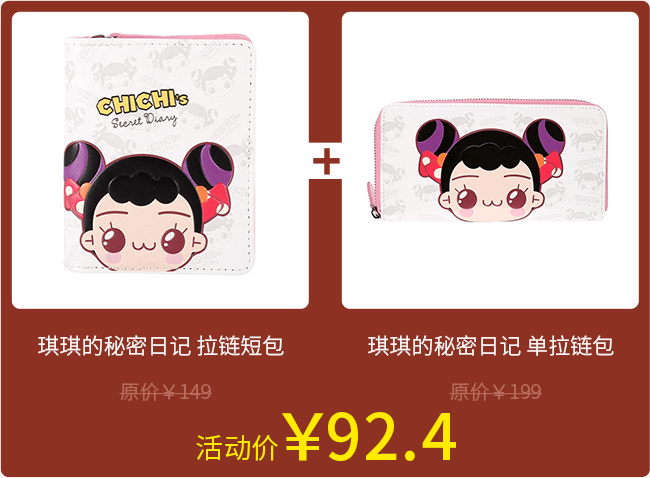 CHICHI's
Secret Diary
+
琪琪的秘密日记 拉链短包
琪琪的秘密日记 单拉链包
原价￥149
原价￥199
活动价￥92.4